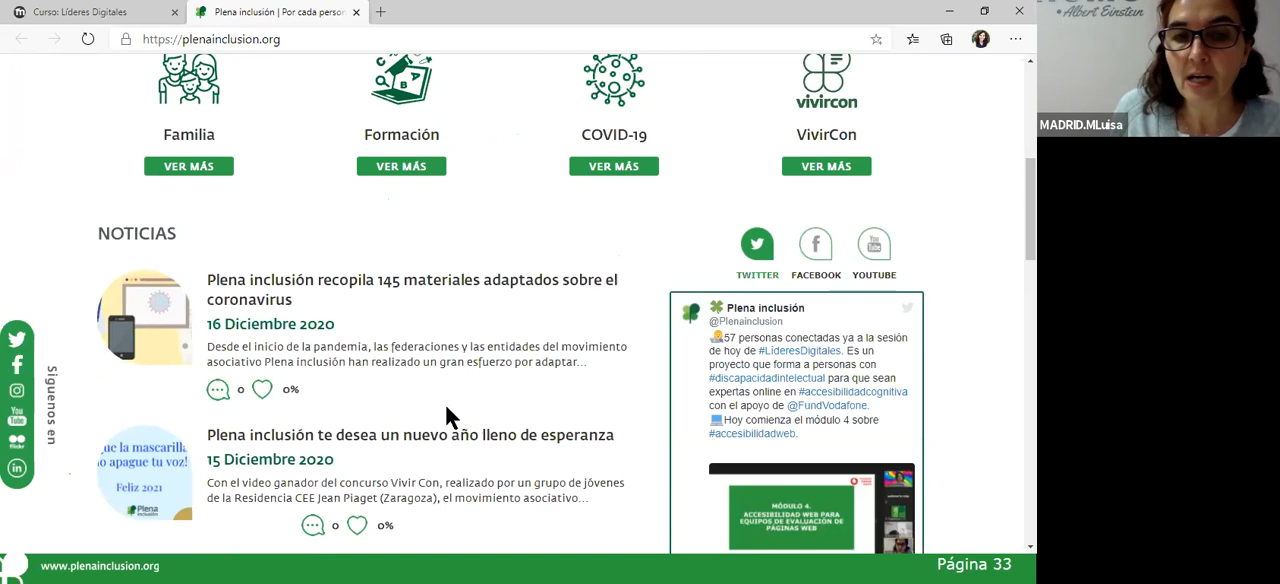 Curso: Líderes Digitales
Plena inclusión | Por cada person
https://plenainclusion.org
Albert Einstein
MADRID.MLuisa
vivircon
Familia
Formación
COVID-19
VivirCon
VER MÁS
VER MÁS
VER MÁS
VER MÁS
NOTICIAS
TWITTER
FACEBOOK
YOUTUBE
Plena inclusión recopila 145 materiales adaptados sobre el
coronavirus
16 Diciembre 2020
Desde el inicio de la pandemia, las federaciones y las entidades del movimiento
asociativo Plena inclusión han realizado un gran esfuerzo por adaptar...
0 0%
Plena inclusión te desea un nuevo año lleno de esperanza
15 Diciembre 2020
Con el video ganador del concurso Vivir Con, realizado por un grupo de jóvenes
de la Residencia CEE Jean Piaget (Zaragoza), el movimiento asociativo...
0 0%
que la mascarilla
no apague tu voz!
Feliz 2021
Plena
inclusión
Síguenos en
You Tube
flickr
Plena inclusión
@Plenainclusion
57 personas conectadas ya a la sesión
de hoy de #LíderesDigitales. Es un
proyecto que forma a personas con
#discapacidadintelectual para que sean
expertas online en #accesibilidadcognitiva
con el apoyo de @FundVodafone.
Hoy comienza el módulo 4 sobre
#accesibilidadweb.
MÓDULO 4.
ACCESIBILIDAD WEB PARA
EQUIPOS DE EVALUACIÓN DE
PÁGINAS WEB
www.plenainclusion.org
Página 33